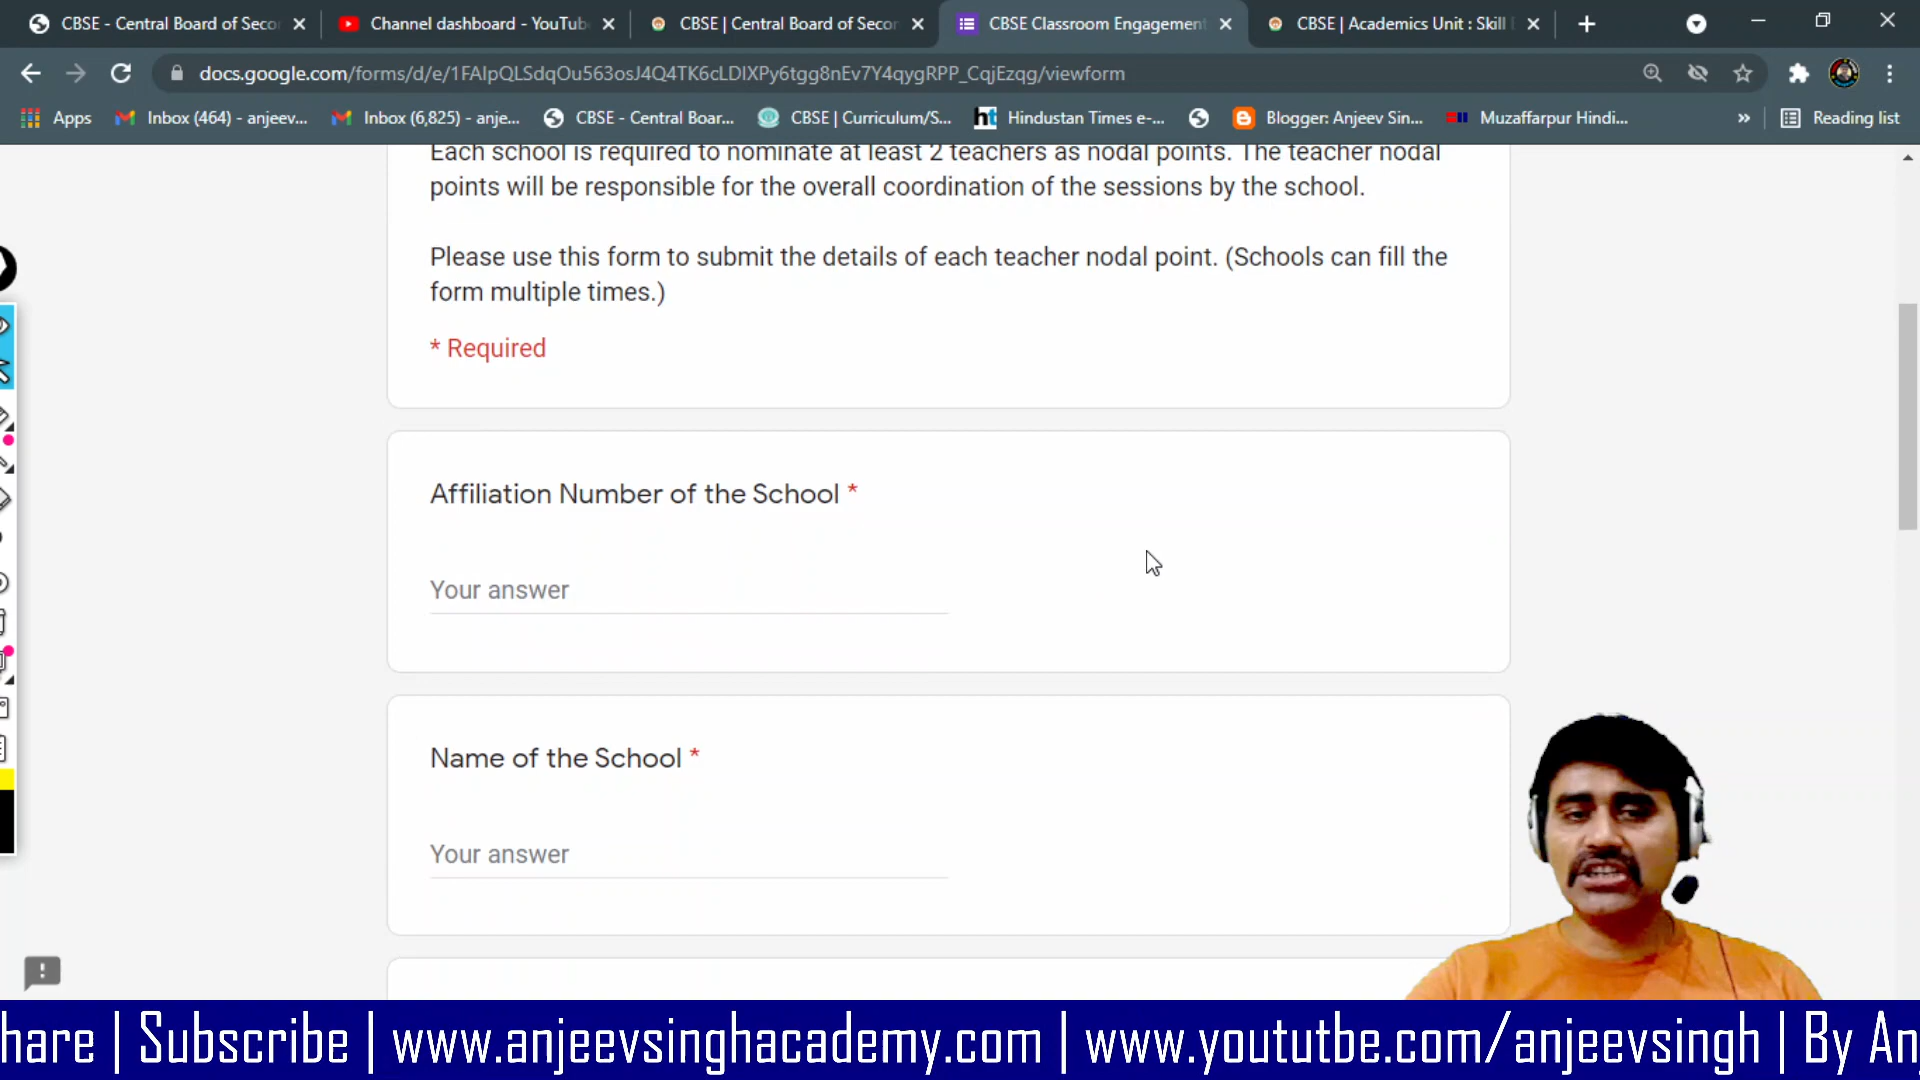 CBSE - Central Board of Seco
Channel dashboard - YouTub
CBSE | Central Board of Secor
CBSE Classroom Engagement
CBSE | Academics Unit : Skill
docs.google.com/forms/d/e/1FAIpQLSdqOu563osJ4Q4TK6cLDIXPy6tgg8nEv7Y4qygRPP_CqjEzqg/viewform
Apps
Inbox (464) - anjeev...
Inbox (6,825) - anje...
CBSE - Central Boar...
CBSE | Curriculum/S...
ht
Hindustan Times e-...
Blogger: Anjeev Sin...
Muzaffarpur Hindi...
»
Reading list
Each school is required to nominate at least 2 teachers as nodal points. The teacher nodal
points will be responsible for the overall coordination of the sessions by the school.
Please use this form to submit the details of each teacher nodal point. (Schools can fill the
form multiple times.)
* Required
Affiliation Number of the School *
Your answer
Name of the School *
Your answer
hare | Subscribe | www.anjeevsinghacademy.com | www.yoututbe.com/anjeevsingh | By An